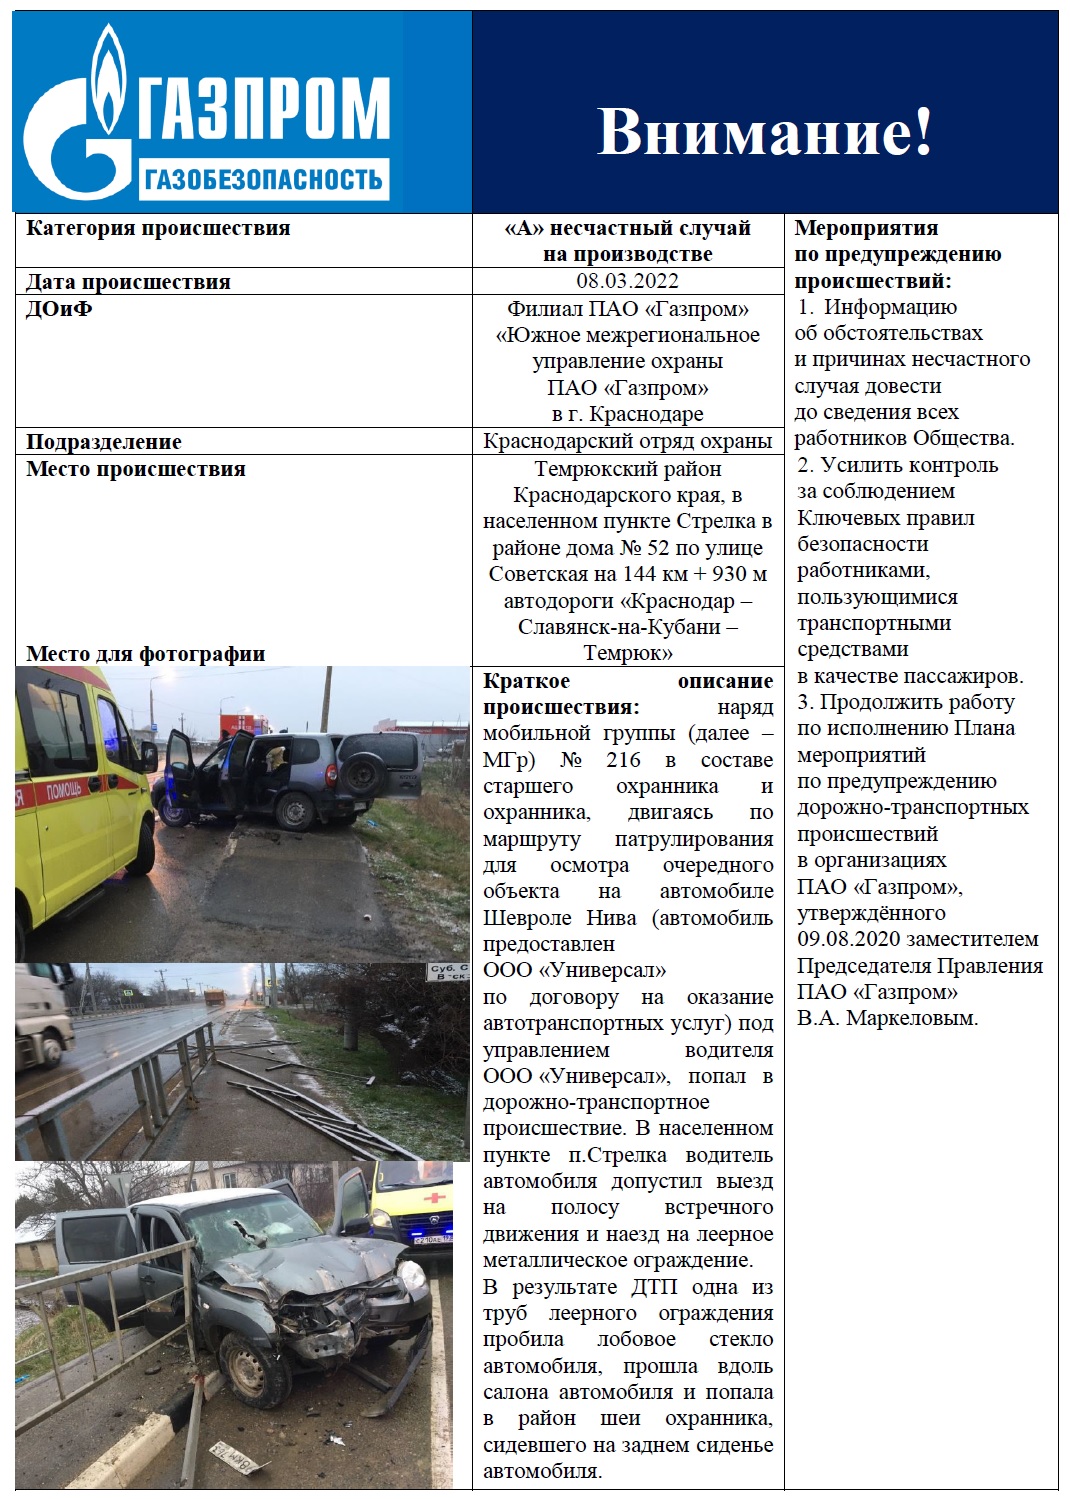 ГАЗПРОМ
ГАЗОБЕЗОПАСНОСТЬ
Внимание!
Категория происшествия
«А» несчастный случай
на производстве
Дата происшествия
08.03.2022
ДОиФ
Филиал ПАО «Газпром»
«Южное межрегиональное
управление охраны
ПАО «Газпром»
в г. Краснодаре
Подразделение
Краснодарский отряд охраны
Место происшествия
Темрюкский район
Краснодарского края, в
населенном пункте Стрелка в
районе дома № 52 по улице
Советская на 144 км + 930 м
автодороги «Краснодар –
Славянск-на-Кубани –
Темрюк»
Место для фотографии
ПОМОЩЬ
Краткое описание
происшествия: наряд
мобильной группы (далее –
МГр) № 216 в составе
старшего охранника и
охранника, двигаясь по
маршруту патрулирования
для осмотра очередного
объекта на автомобиле
Шевроле Нива (автомобиль
предоставлен
ООО «Универсал»
по договору на оказание
автотранспортных услуг) под
управлением водителя
ООО «Универсал», попал в
дорожно-транспортное
происшествие. В населенном
пункте п.Стрелка водитель
автомобиля допустил выезд
на полосу встречного
движения и наезд на леерное
металлическое ограждение.
В результате ДТП одна из
труб леерного ограждения
пробила лобовое стекло
автомобиля, прошла вдоль
салона автомобиля и попала
в район шеи охранника,
сидевшего на заднем сиденье
автомобиля.
Мероприятия
по предупреждению
происшествий:
1. Информацию
об обстоятельствах
и причинах несчастного
случая довести
до сведения всех
работников Общества.
2. Усилить контроль
за соблюдением
Ключевых правил
безопасности
работниками,
пользующимися
транспортными
средствами
в качестве пассажиров.
3. Продолжить работу
по исполнению Плана
мероприятий
по предупреждению
дорожно-транспортных
происшествий
в организациях
ПАО «Газпром»,
утверждённого
09.08.2020 заместителем
Председателя Правления
ПАО «Газпром»
В.А. Маркеловым.